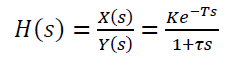 H(s) = X(s)/Y(s) = Ke^{-Ts}/1+τs